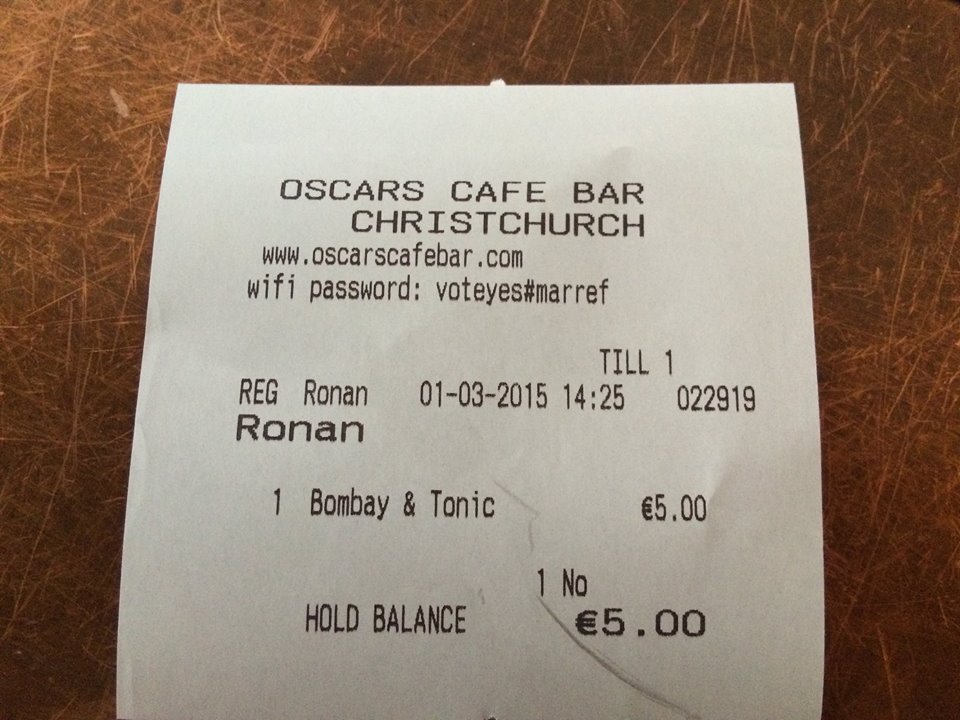 OSCARS CAFE BAR
CHRISTCHURCH
www.oscarscafebar.com
wifi password: voteyes#marref
TILL 1
REG Ronan 01-03-2015 14:25 022919
Ronan
1 Bombay & Tonic €5.00
1 No
HOLD BALANCE €5.00